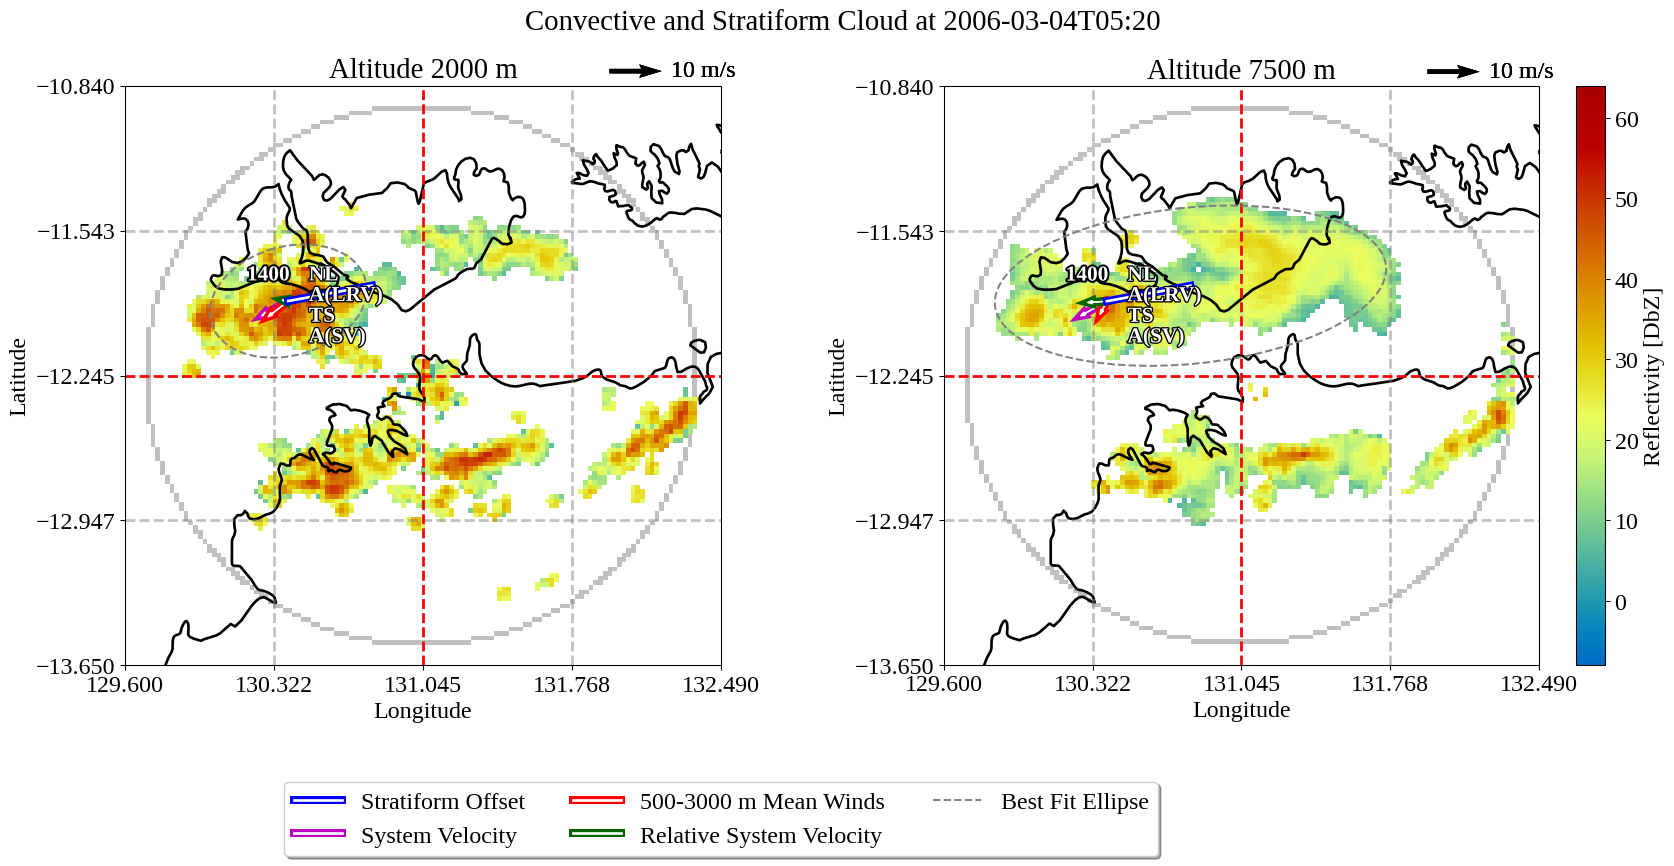 Convective and Stratiform Cloud at 2006-03-04T05:20
Altitude 2000 m
10 m/s
−10.840
−11.543
−12.245
−12.947
−13.650
Latitude
129.600
130.322
131.045
131.768
132.490
Longitude
1400
NL
A(LRV)
TS
A(SV)
Altitude 7500 m
10 m/s
−10.840
−11.543
−12.245
−12.947
−13.650
Latitude
129.600
130.322
131.045
131.768
132.490
Longitude
1400
NL
A(LRV)
TS
A(SV)
60
50
40
30
20
10
0
Reflectivity [DbZ]
Stratiform Offset
System Velocity
500-3000 m Mean Winds
Relative System Velocity
Best Fit Ellipse